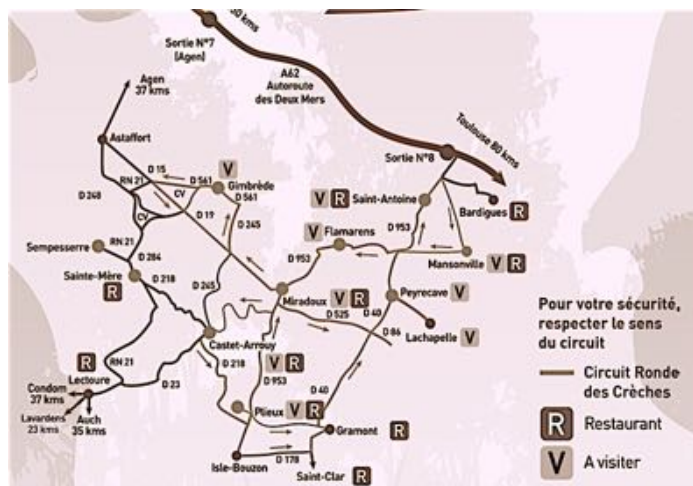 80 kms
Sortie N°7
(Agen)
A62
Autoroute
des Deux Mers
Toulouse 80 kms
Agen
37 kms
Astaffort
Sortie N°8
D 15
V
RN 21
D 561
Gimbrède
V R
Saint-Antoine
D 248
CV
D 561
Bardigues
R
CV
D 19
D 245
V
Flamarens
D 953
Sempesserre
RN 21
D 953
Mansonville
V R
D 284
Sainte-Mère
D 218
R
D 245
Miradoux
V R
Peyrecave
V
D 525
D 40
Lachapelle
V
D 86
Castet-Arrouy
Pour votre sécurité,
respecter le sens
du circuit
R
RN 21
D 218
V R
Lectoure
D 23
D 953
D 40
Circuit Ronde
des Crèches
Condom
37 kms
Lavardens
23 kms
Auch
35 kms
Plieux
V R
Gramont
R
R
Restaurant
Isle-Bouzon
D 178
Saint-Clar
R
V
A visiter